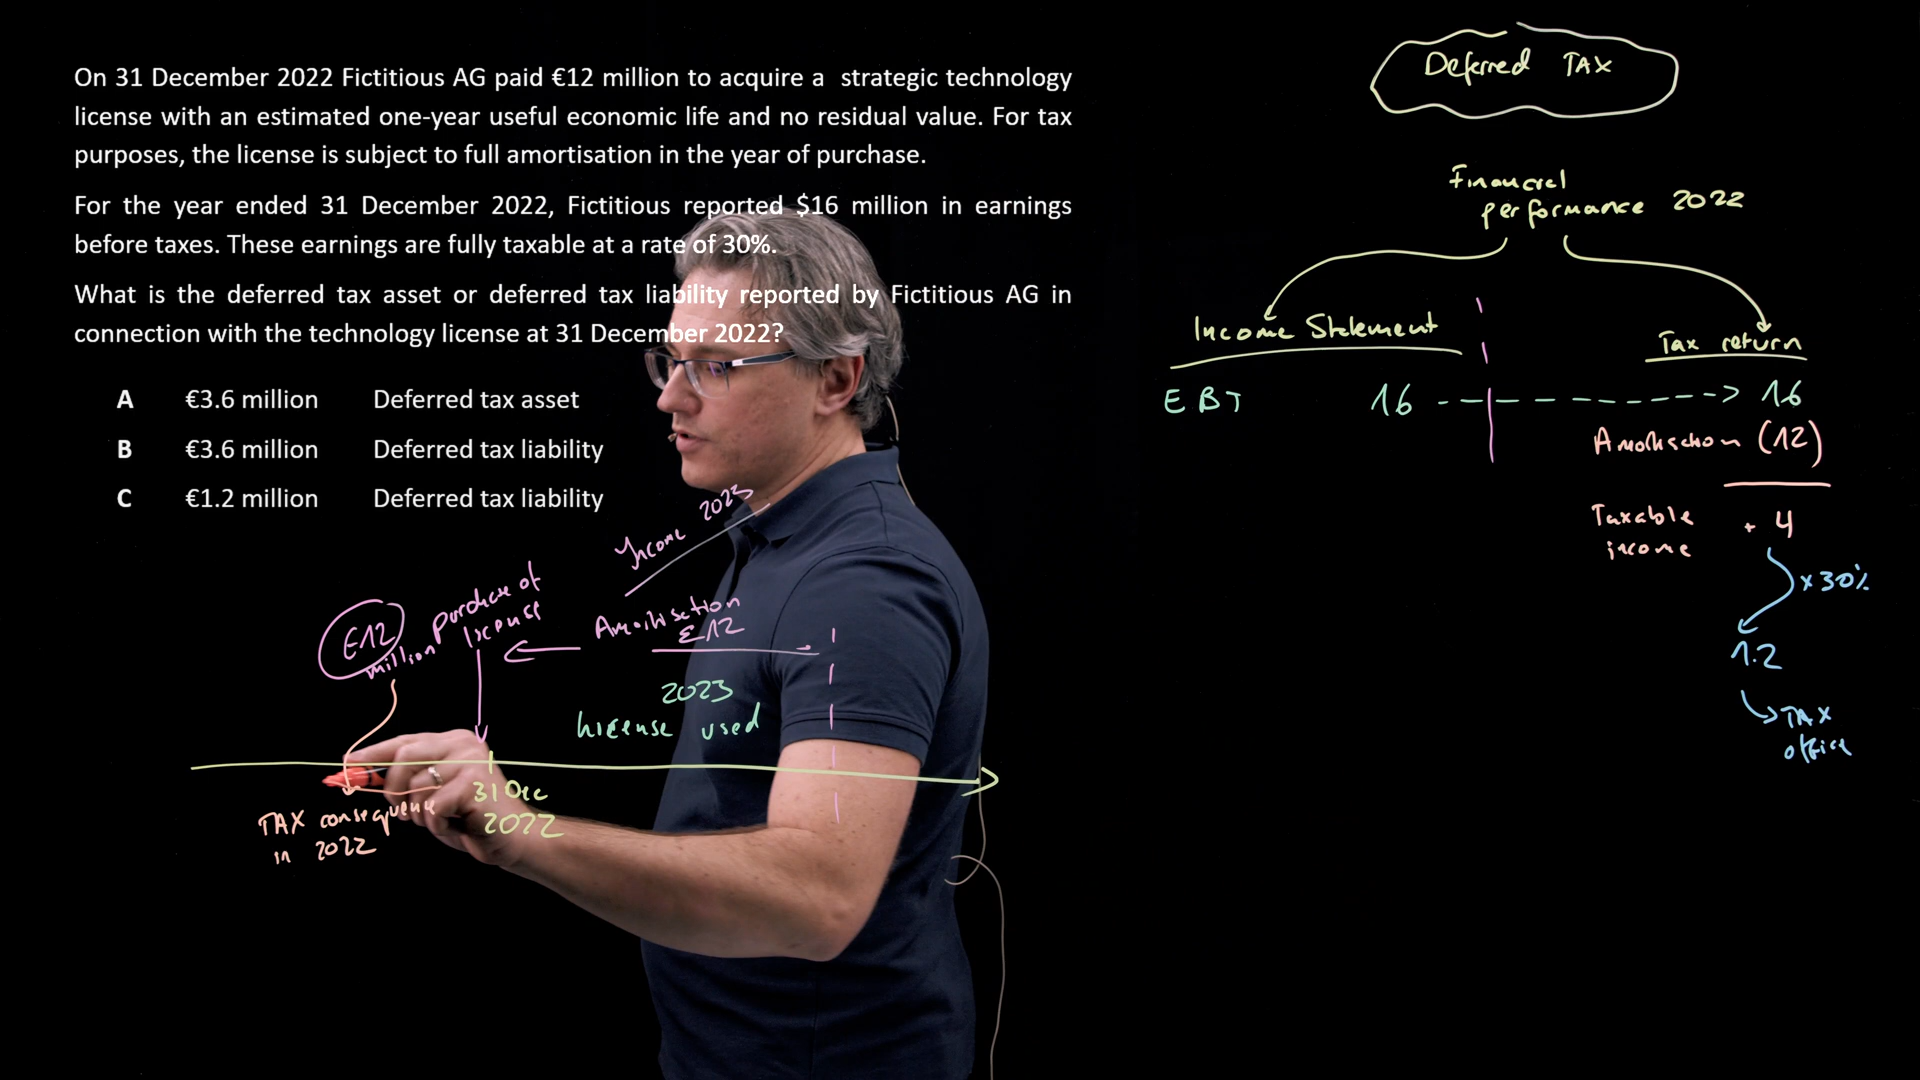 On 31 December 2022 Fictitious AG paid €12 million to acquire a strategic technology
license with an estimated one-year useful economic life and no residual value. For tax
purposes, the license is subject to full amortisation in the year of purchase.
For the year ended 31 December 2022, Fictitious reported $16 million in earnings
before taxes. These earnings are fully taxable at a rate of 30%.
What is the deferred tax asset or deferred tax liability reported by Fictitious AG in
connection with the technology license at 31 December 2022?
A €3.6 million Deferred tax asset
B €3.6 million Deferred tax liability
C €1.2 million Deferred tax liability
Income 2023
€12
million
purchase of
license
Amortisation
€12
2023
license used
31 Dec
2022
TAX consequence
in 2022
Deferred TAX
Financial
performance 2022
Income Statement
Tax return
EBT 16 16
Amortisation (12)
Taxable
income
+ 4
x 30%
1.2
TAX
office